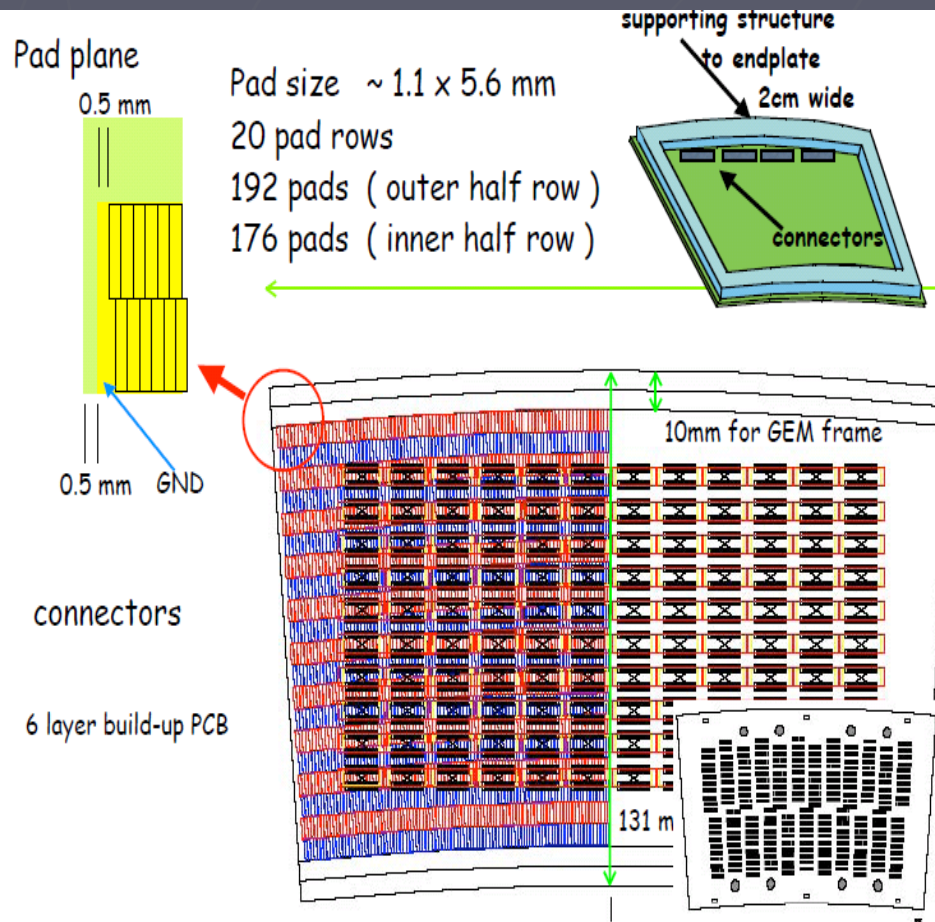 Pad plane
0.5 mm
Pad size ~ 1.1 x 5.6 mm
20 pad rows
192 pads ( outer half row )
176 pads ( inner half row )
supporting structure
to endplate
2cm wide
connectors
10mm for GEM frame
0.5 mm
GND
connectors
6 layer build-up PCB
131 m